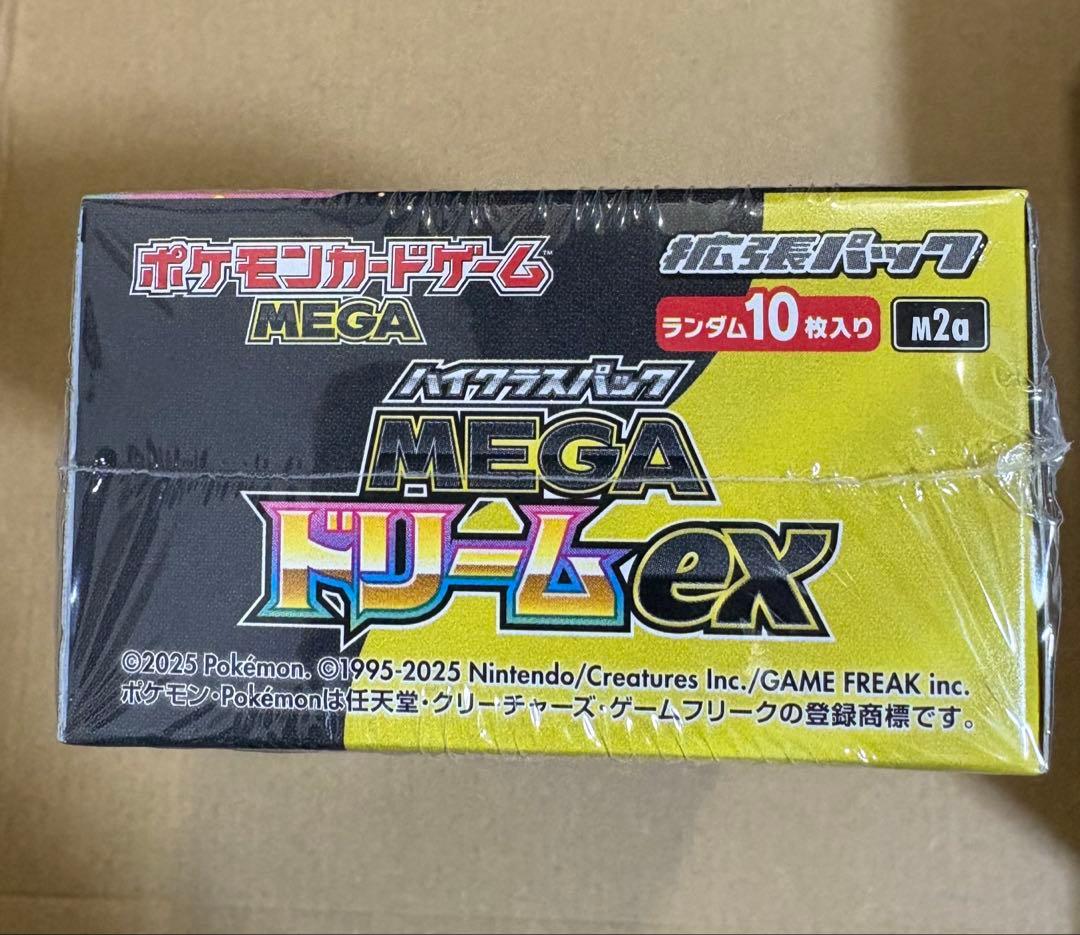 ポケモンカードゲーム™
MEGA
拡張パック
ランダム10枚入り
M2a
ハイクラスパック
MEGA
ドリームex
©2025 Pokémon. ©1995-2025 Nintendo/Creatures Inc./GAME FREAK inc.
ポケモン・Pokémonは任天堂・クリーチャーズ・ゲームフリークの登録商標です。